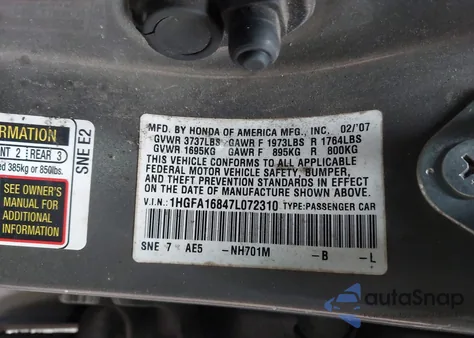 FORMATION
NT 2 REAR 3
ed 385kg or 850lbs.
SEE OWNER'S
MANUAL FOR
ADDITIONAL
INFORMATION
SNE E2
MFD. BY HONDA OF AMERICA MFG., INC. 02/'07
GVWR 3737LBS GAWR F 1973LBS R 1764LBS
GVWR 1695KG GAWR F 895KG R 800KG
THIS VEHICLE CONFORMS TO ALL APPLICABLE
FEDERAL MOTOR VEHICLE SAFETY, BUMPER,
AND THEFT PREVENTION STANDARDS IN EFFECT
ON THE DATE OF MANUFACTURE SHOWN ABOVE.
V.I.N.: 1HGFA16847L072310 TYPE: PASSENGER CAR
SNE 7 AE5 -NH701M -B -L
autoSnap